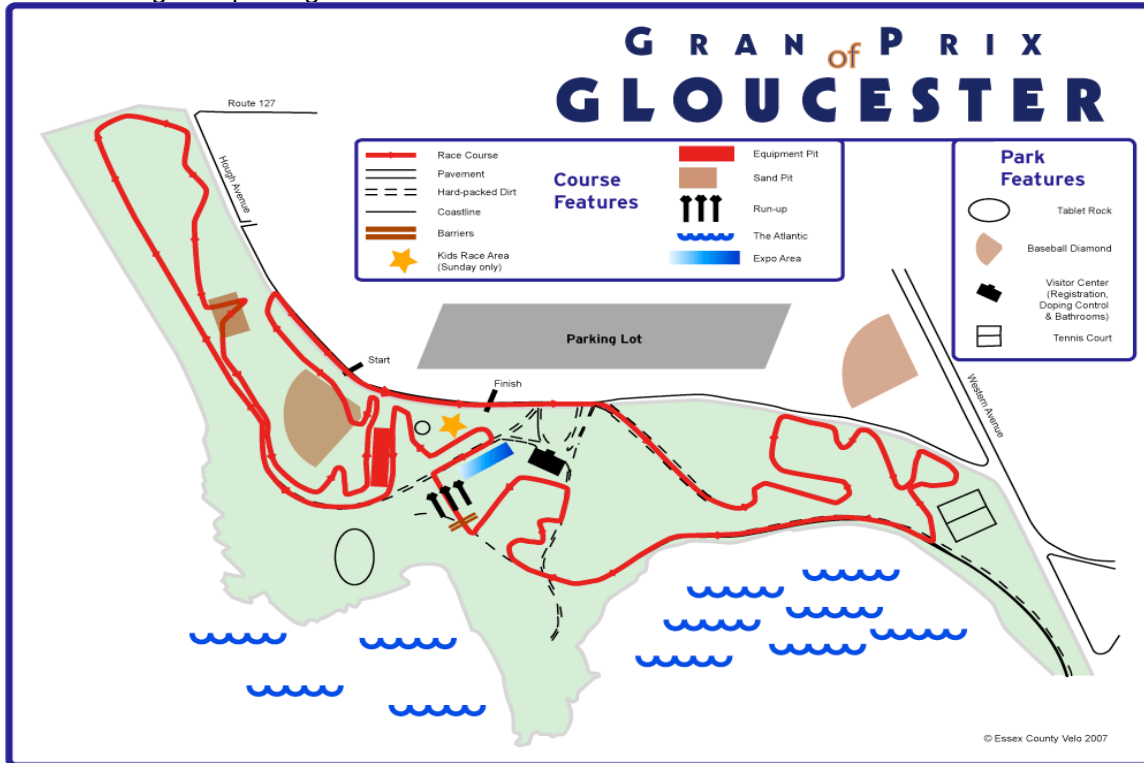 GRAN of PRIX
GLOUCESTER
Route 127
Hough Avenue
Course
Features
Race Course
Pavement
Hard-packed Dirt
Coastline
Barriers
Kids Race Area
(Sunday only)
Equipment Pit
Sand Pit
Run-up
The Atlantic
Expo Area
Park
Features
Tablet Rock
Baseball Diamond
Visitor Center
(Registration,
Doping Control
& Bathrooms)
Tennis Court
Parking Lot
Start
Finish
Western Avenue
© Essex County Velo 2007